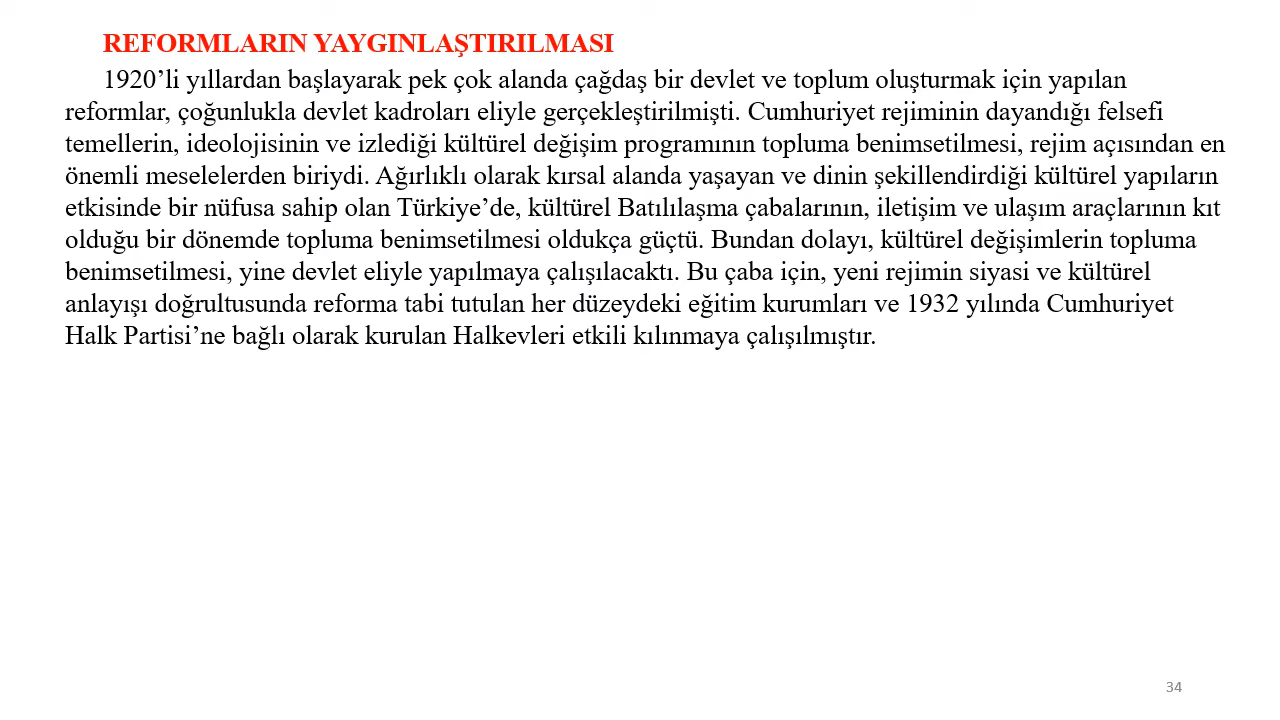 REFORMLARIN YAYGINLAŞTIRILMASI
1920’li yıllardan başlayarak pek çok alanda çağdaş bir devlet ve toplum oluşturmak için yapılan
reformlar, çoğunlukla devlet kadroları eliyle gerçekleştirilmişti. Cumhuriyet rejiminin dayandığı felsefi
temellerin, ideolojisinin ve izlediği kültürel değişim programının topluma benimsetilmesi, rejim açısından en
önemli meselelerden biriydi. Ağırlıklı olarak kırsal alanda yaşayan ve dinin şekillendirdiği kültürel yapıların
etkisinde bir nüfusa sahip olan Türkiye’de, kültürel Batılılaşma çabalarının, iletişim ve ulaşım araçlarının kıt
olduğu bir dönemde topluma benimsetilmesi oldukça güçtü. Bundan dolayı, kültürel değişimlerin topluma
benimsetilmesi, yine devlet eliyle yapılmaya çalışılacaktı. Bu çaba için, yeni rejimin siyasi ve kültürel
anlayışı doğrultusunda reforma tabi tutulan her düzeydeki eğitim kurumları ve 1932 yılında Cumhuriyet
Halk Partisi’ne bağlı olarak kurulan Halkevleri etkili kılınmaya çalışılmıştır.
34